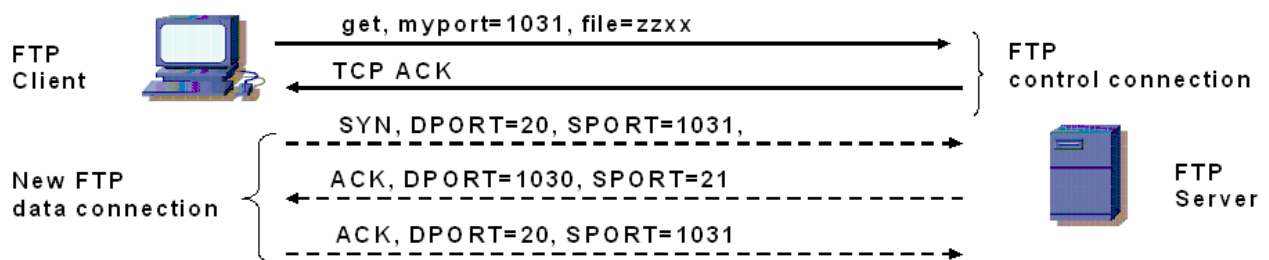 get, myport=1031, file=zzxx
FTP
Client
TCP ACK
FTP
control connection
SYN, DPORT=20, SPORT=1031,
New FTP
data connection
ACK, DPORT=1030, SPORT=21
FTP
Server
ACK, DPORT=20, SPORT=1031